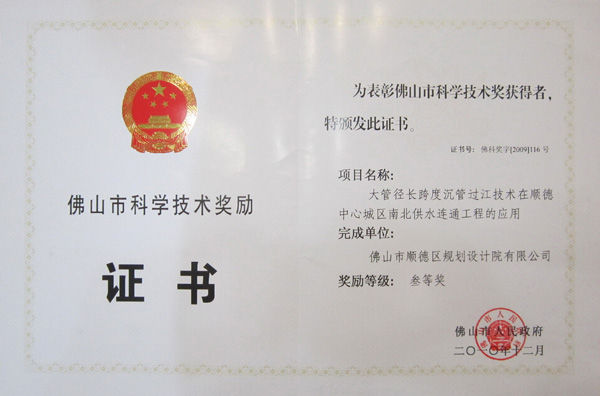 佛山市科学技术奖励
证书
为表彰佛山市科学技术奖获得者，
特颁发此证书。
证书号： 佛科奖字[2009]116号
项目名称：
大管径长跨度沉管过江技术在顺德
中心城区南北供水连通工程的应用
完成单位：
佛山市顺德区规划设计院有限公司
奖励等级： 叁等奖
佛山市人民政府
二〇一〇年十二月